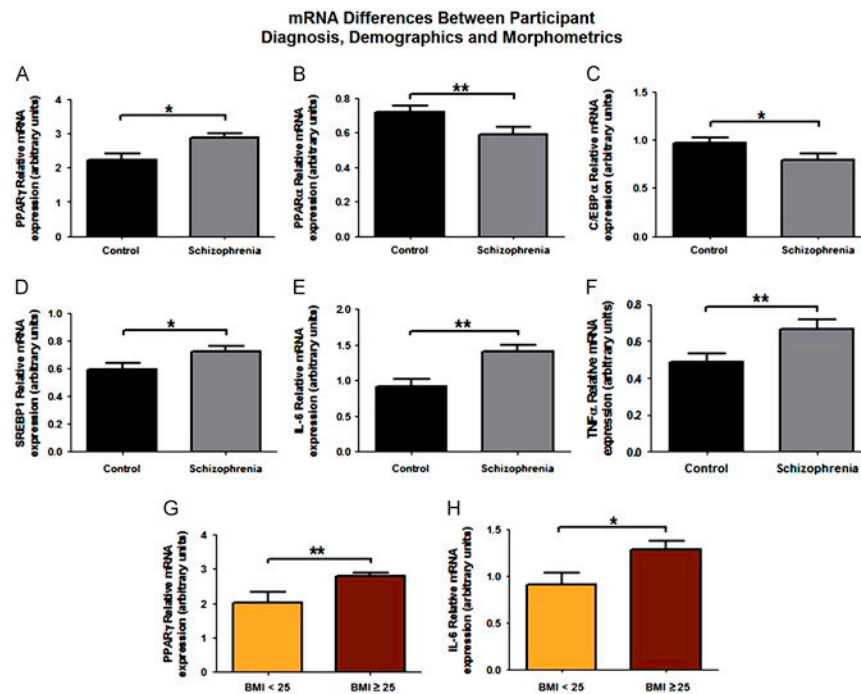 mRNA Differences Between Participant
Diagnosis, Demographics and Morphometrics
A
PPARγ Relative mRNA
expression (arbitrary units)
4
3
2
1
0
*
Control
Schizophrenia
B
PPARα Relative mRNA
expression (arbitrary units)
0.8
0.6
0.4
0.2
0.0
**
Control
Schizophrenia
C
C/EBPα Relative mRNA
expression (arbitrary units)
1.5
1.0
0.5
0.0
*
Control
Schizophrenia
D
SREBP1 Relative mRNA
expression (arbitrary units)
1.0
0.8
0.6
0.4
0.2
0.0
*
Control
Schizophrenia
E
IL-6 Relative mRNA
expression (arbitrary units)
2.0
1.5
1.0
0.5
0.0
**
Control
Schizophrenia
F
TNFα Relative mRNA
expression (arbitrary units)
0.8
0.6
0.4
0.2
0.0
**
Control
Schizophrenia
G
PPARγ Relative mRNA
expression (arbitrary units)
4
3
2
1
0
**
BMI < 25
BMI ≥ 25
H
IL-6 Relative mRNA
expression (arbitrary units)
1.5
1.0
0.5
0.0
*
BMI < 25
BMI ≥ 25